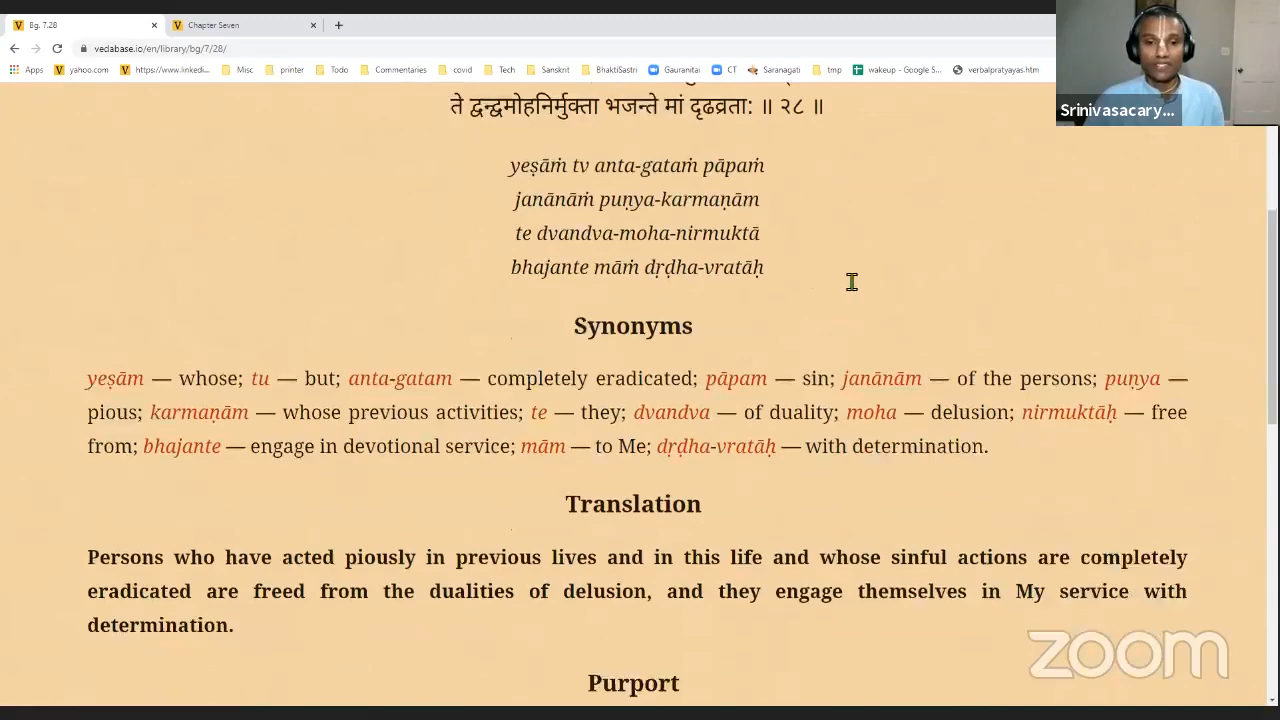 Bg. 7.28
Chapter Seven
vedabase.io/en/library/bg/7/28/
Apps yahoo.com https://www.linkedi... Misc printer Todo Commentaries covid Tech Sanskrit BhaktiSastri Gauranitai CT Saranagati tmp wakeup - Google S... verbalpratyayas.htm
Srinivasacary...
ते द्वन्द्वमोहनिर्मुक्ता भजन्ते मां दृढव्रता: ॥ २८ ॥
yeṣāṁ tv anta-gataṁ pāpaṁ
janānāṁ puṇya-karmaṇām
te dvandva-moha-nirmuktā
bhajante māṁ dṛḍha-vratāḥ
Synonyms
yeṣām — whose; tu — but; anta-gatam — completely eradicated; pāpam — sin; janānām — of the persons; puṇya —
pious; karmaṇām — whose previous activities; te — they; dvandva — of duality; moha — delusion; nirmuktāḥ — free
from; bhajante — engage in devotional service; mām — to Me; dṛḍha-vratāḥ — with determination.
Translation
Persons who have acted piously in previous lives and in this life and whose sinful actions are completely
eradicated are freed from the dualities of delusion, and they engage themselves in My service with
determination.
Purport
zoom